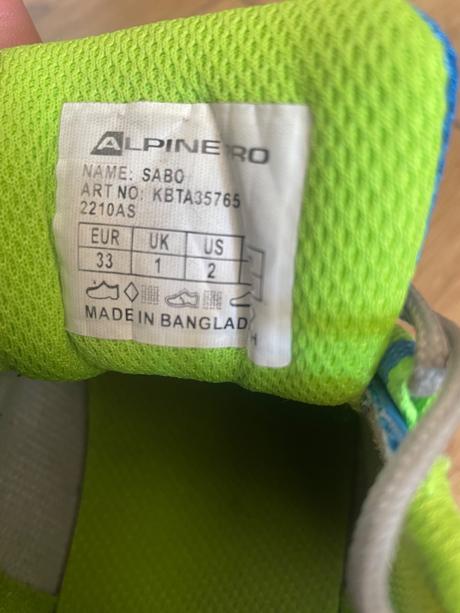 ALPINE PRO
NAME: SABO
ART NO: KBTA35765
2210AS
EUR UK US
33 1 2
MADE IN BANGLAD H